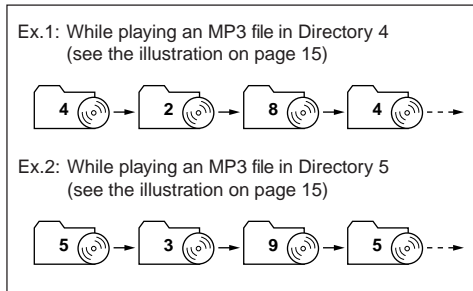 Ex.1: While playing an MP3 file in Directory 4
(see the illustration on page 15)
4 2 8 4
Ex.2: While playing an MP3 file in Directory 5
(see the illustration on page 15)
5 3 9 5